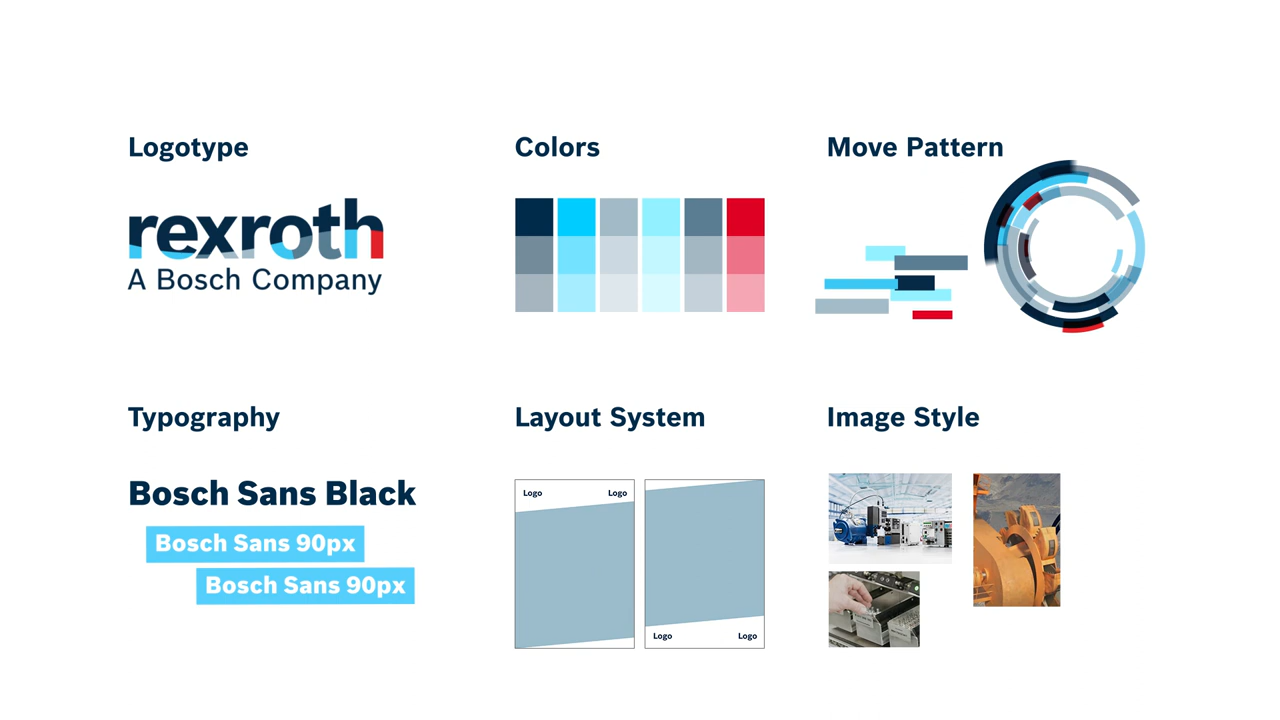 Logotype
Colors
Move Pattern
rexroth
A Bosch Company
Typography
Layout System
Image Style
Bosch Sans Black
Bosch Sans 90px
Bosch Sans 90px
Logo Logo
Logo Logo